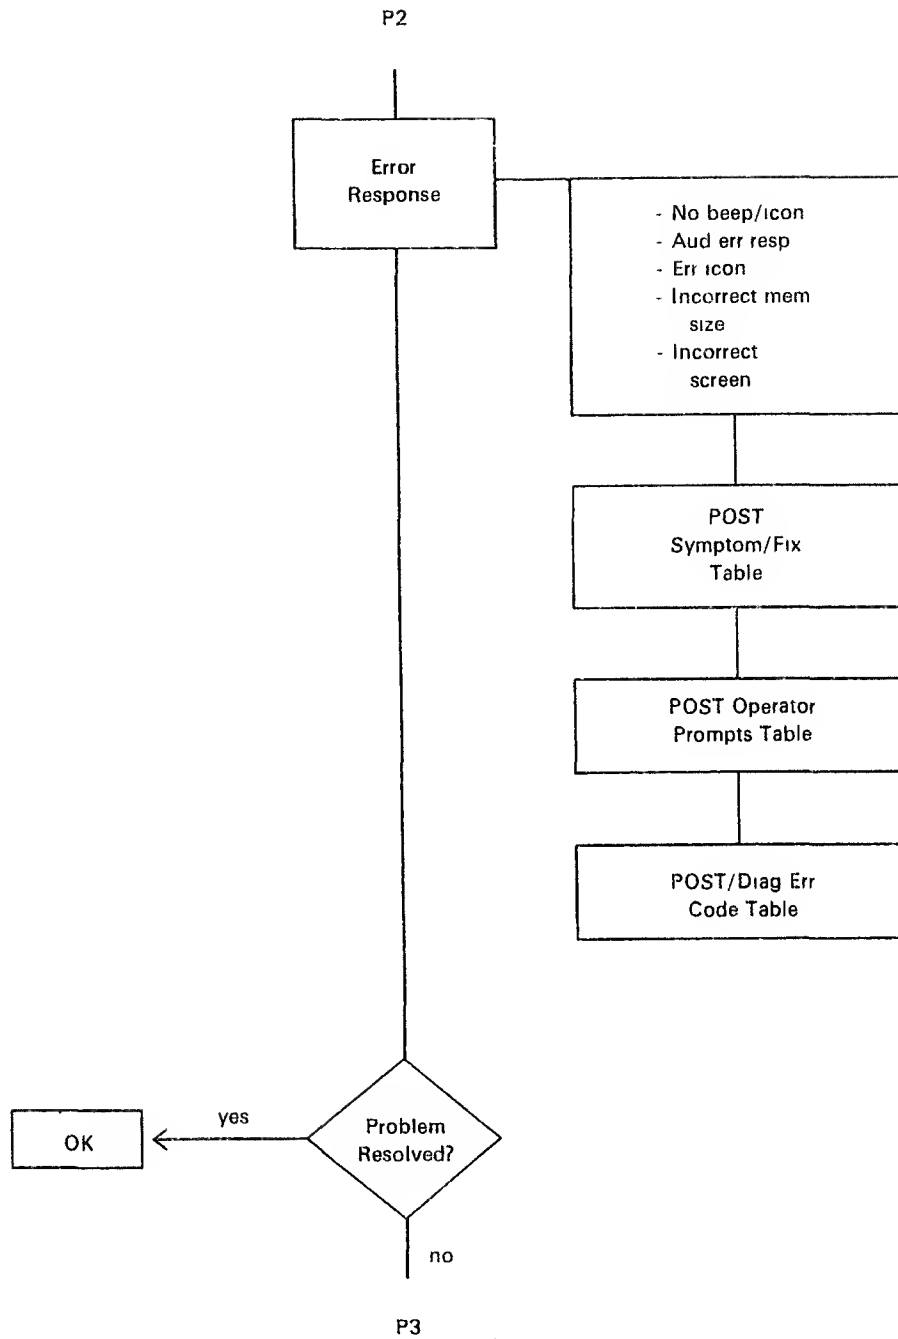 P2
Error
Response
- No beep/icon
- Aud err resp
- Err icon
- Incorrect mem
size
- Incorrect
screen
POST
Symptom/Fix
Table
POST Operator
Prompts Table
POST/Diag Err
Code Table
Problem
Resolved?
yes
OK
no
P3